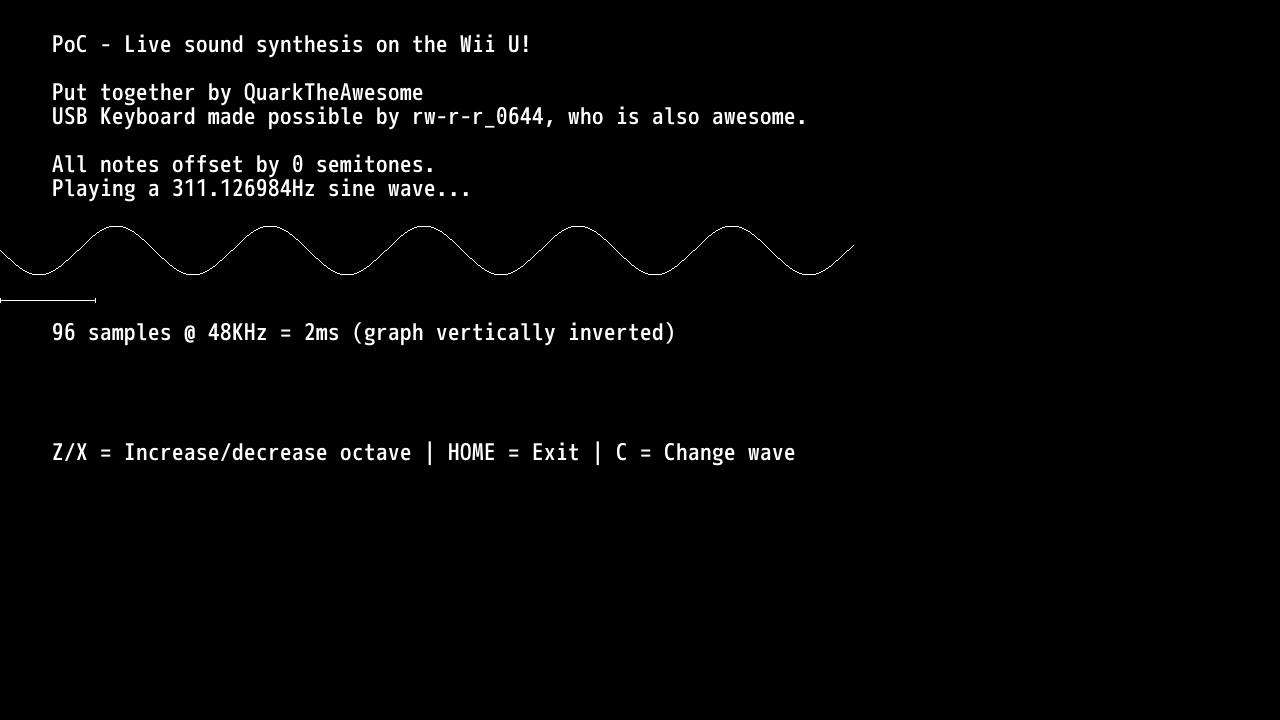 PoC - Live sound synthesis on the Wii U!
Put together by QuarkTheAwesome
USB Keyboard made possible by rw-r-r_0644, who is also awesome.
All notes offset by 0 semitones.
Playing a 311.126984Hz sine wave...
96 samples @ 48KHz = 2ms (graph vertically inverted)
Z/X = Increase/decrease octave | HOME = Exit | C = Change wave